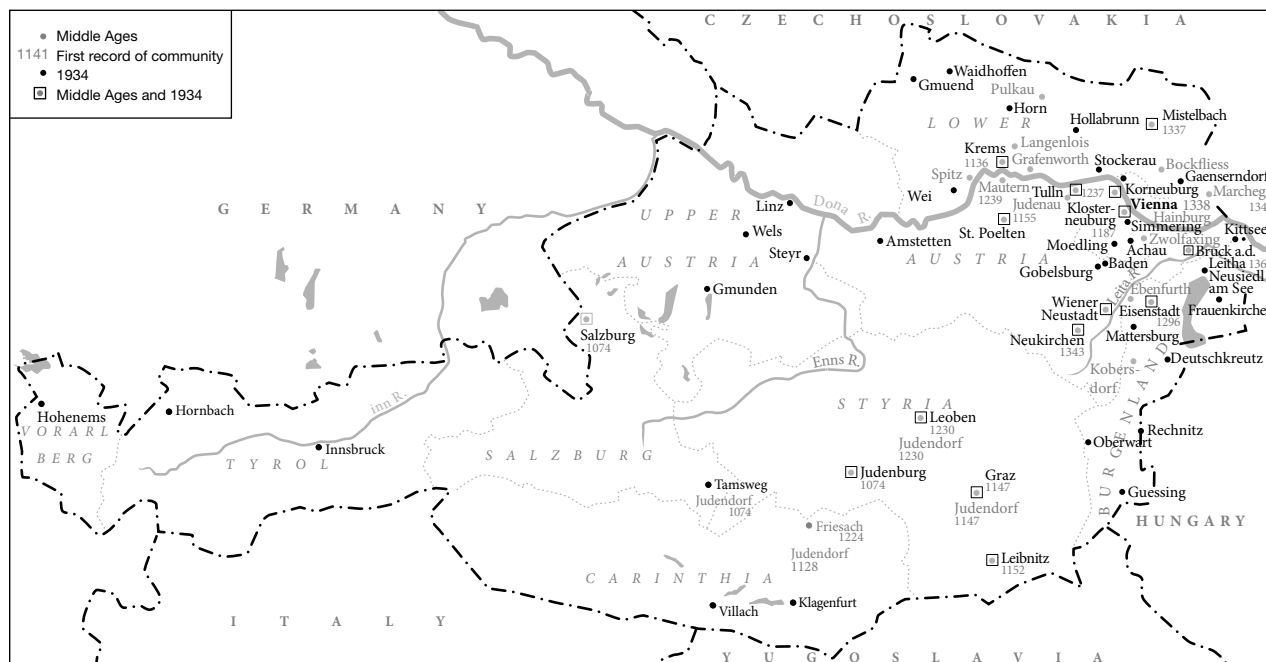 Middle Ages
1141 First record of community
1934
Middle Ages and 1934
C Z E C H O S L O V A K I A
Waidhoffen
Gmuend
Pulkau
Horn
L O W E R
Hollabrunn
Mistelbach
1337
Langenlois
Krems
1136
Grafenworth
Stockerau
Bockfliess
Spitz
Gaenserndorf
Mautern
1239
Tulln
1237
Korneuburg
Marcheg
Wei
Judenau
Vienna
1338
134
Linz
Dona R.
1155
Kloster-
neuburg
1187
Hainburg
G E R M A N Y
U P P E R
St. Poelten
Simmering
Kittsee
Wels
Amstetten
Moedling
Zwolfaxing
Achau
Bruck a.d.
Leitha
136
Steyr
A U S T R I A
A U S T R I A
Gobelsburg
Baden
Neusiedl
am See
Leita R.
Gmunden
Ebenfurth
Frauenkirche
Wiener
Neustadt
Eisenstadt
1296
Salzburg
1074
Neukirchen
1343
Mattersburg
Enns R.
Kobers-
dorf
Deutschkreutz
inn R.
Hohenems
Hornbach
S T Y R I A
Leoben
1230
V O R A R L
B E R G
Innsbruck
T Y R O L
S A L Z B U R G
Judendorf
1230
Oberwart
Rechnitz
B U R G E N L A N D
Judenburg
1074
Graz
1147
Tamsweg
Judendorf
1074
Judendorf
1147
Guessing
Friesach
1224
H U N G A R Y
Judendorf
1128
Leibnitz
1152
C A R I N T H I A
Villach
Klagenfurt
I T A L Y
Y U G O S L A V I A